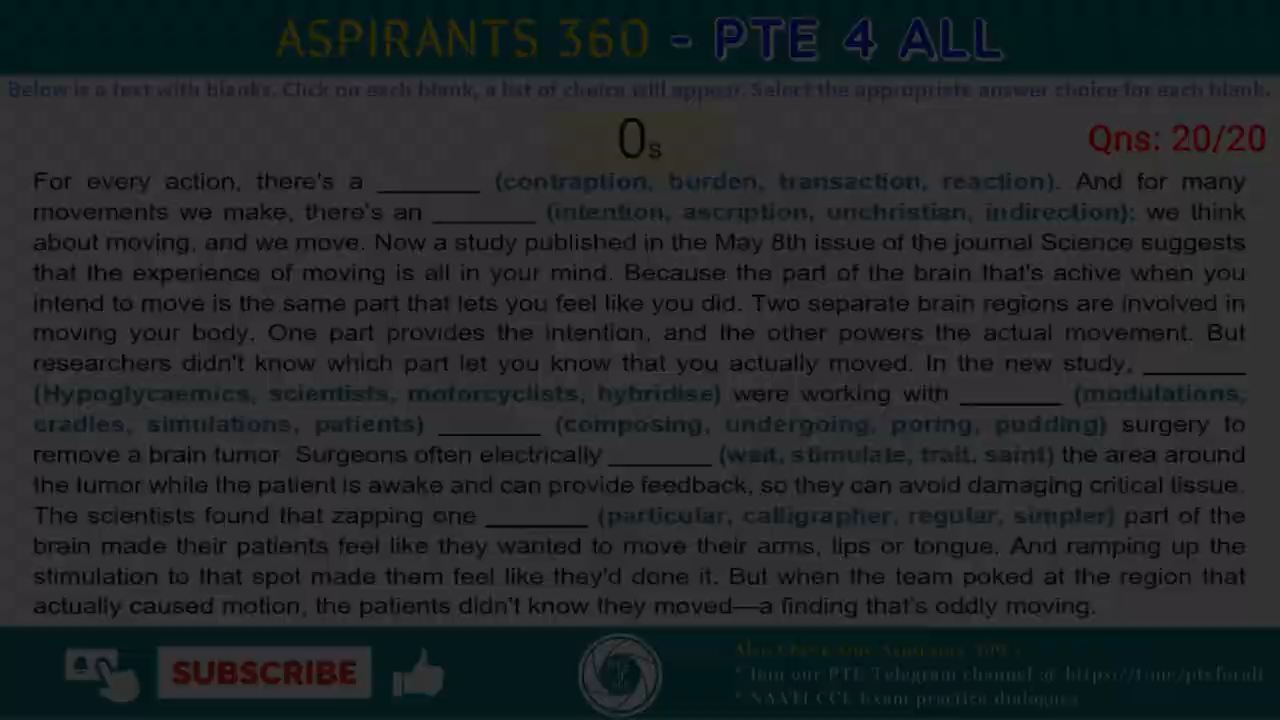 ASPIRANTS 360 - PTE 4 ALL
Below is a text with blanks. Click on each blank, a list of choice will appear. Select the appropriate answer choice for each blank.
0s
Qns: 20/20
For every action, there's a ________ (contraption, burden, transaction, reaction). And for many
movements we make, there's an ________ (intention, ascription, unchristian, indirection): we think
about moving, and we move. Now a study published in the May 8th issue of the journal Science suggests
that the experience of moving is all in your mind. Because the part of the brain that's active when you
intend to move is the same part that lets you feel like you did. Two separate brain regions are involved in
moving your body. One part provides the intention, and the other powers the actual movement. But
researchers didn't know which part let you know that you actually moved. In the new study, ________
(Hypoglycaemics, scientists, motorcyclists, hybridise) were working with ________ (modulations,
cradles, simulations, patients) ________ (composing, undergoing, poring, pudding) surgery to
remove a brain tumor. Surgeons often electrically ________ (wait, stimulate, trait, saint) the area around
the tumor while the patient is awake and can provide feedback, so they can avoid damaging critical tissue.
The scientists found that zapping one ________ (particular, calligrapher, regular, simpler) part of the
brain made their patients feel like they wanted to move their arms, lips or tongue. And ramping up the
stimulation to that spot made them feel like they'd done it. But when the team poked at the region that
actually caused motion, the patients didn't know they moved—a finding that's oddly moving.
SUBSCRIBE
* Join our PTE Telegram channel @ https://t.me/pteforall
* NAATI CCL Exam practice dialogues